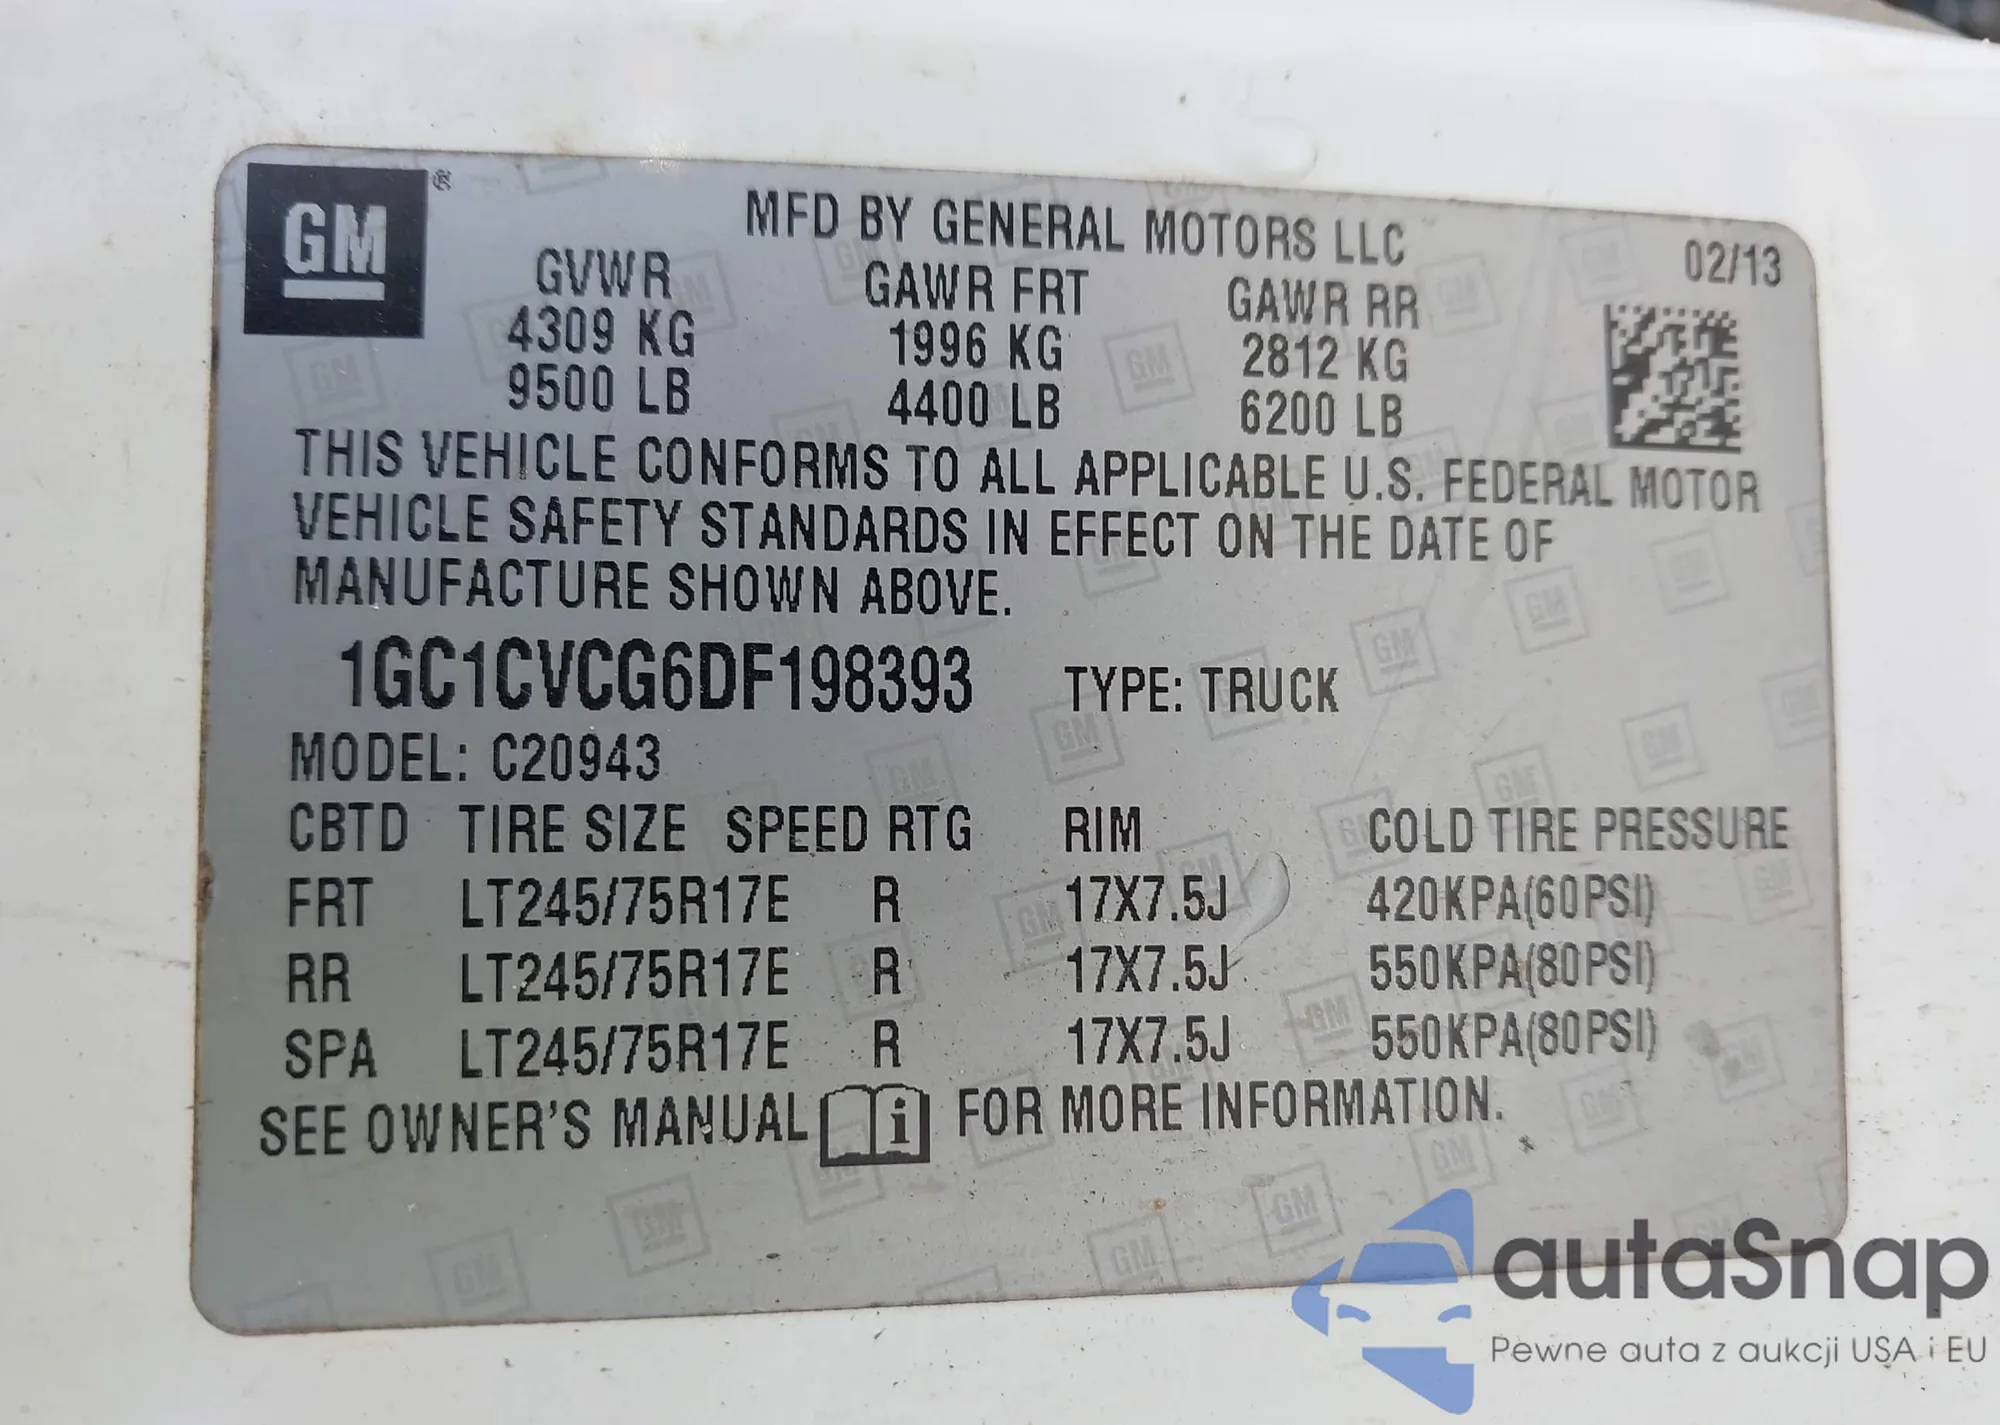 GM
MFD BY GENERAL MOTORS LLC
02/13
GVWR GAWR FRT GAWR RR
4309 KG 1996 KG 2812 KG
9500 LB 4400 LB 6200 LB
THIS VEHICLE CONFORMS TO ALL APPLICABLE U.S. FEDERAL MOTOR
VEHICLE SAFETY STANDARDS IN EFFECT ON THE DATE OF
MANUFACTURE SHOWN ABOVE.
1GC1CVCG6DF198393 TYPE: TRUCK
MODEL: C20943
CBTD TIRE SIZE SPEED RTG RIM COLD TIRE PRESSURE
FRT LT245/75R17E R 17X7.5J 420KPA(60PSI)
RR LT245/75R17E R 17X7.5J 550KPA(80PSI)
SPA LT245/75R17E R 17X7.5J 550KPA(80PSI)
SEE OWNER'S MANUAL i FOR MORE INFORMATION.
autaSnap
Pewne auta z aukcji USA i EU